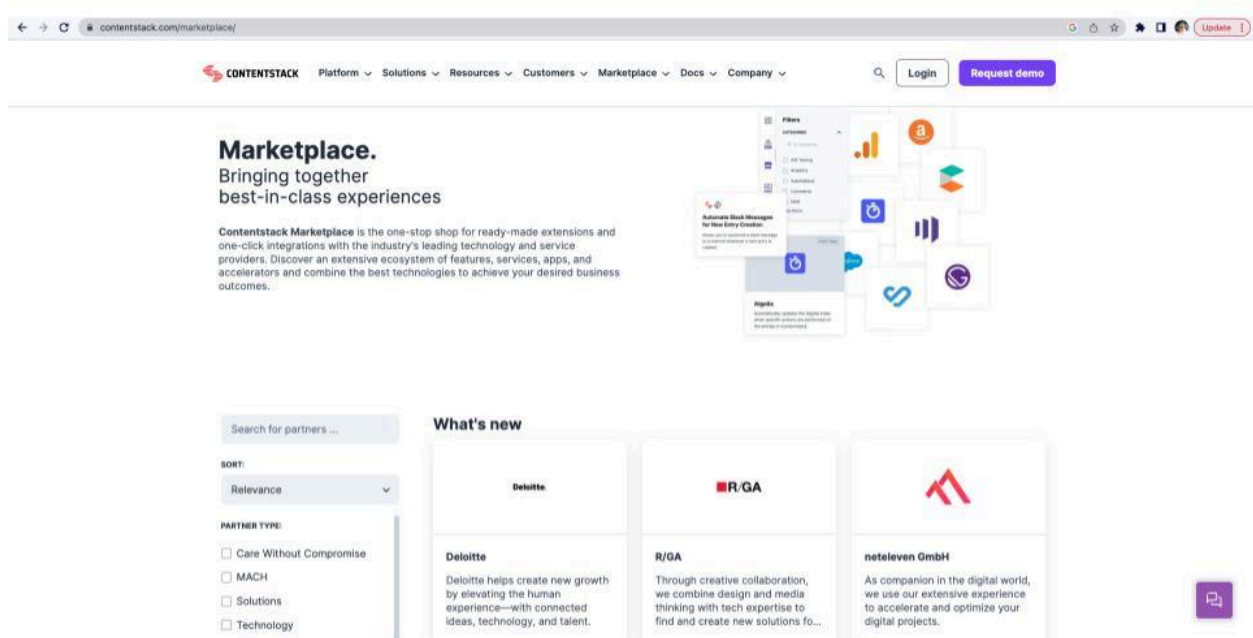 contentstack.com/marketplace/
Update
CONTENTSTACK
Platform
Solutions
Resources
Customers
Marketplace
Docs
Company
Login
Request demo
Marketplace.
Bringing together
best-in-class experiences
Contentstack Marketplace is the one-stop shop for ready-made extensions and
one-click integrations with the industry's leading technology and service
providers. Discover an extensive ecosystem of features, services, apps, and
accelerators and combine the best technologies to achieve your desired business
outcomes.
Filters
CATEGORIES
A/B Testing
Analytics
Automations
Commerce
Automate Slack Messages
for New Entry Creation
Algolia
Search for partners ...
SORT:
Relevance
PARTNER TYPE:
Care Without Compromise
MACH
Solutions
Technology
What's new
Deloitte.
R/GA
Deloitte
Deloitte helps create new growth
by elevating the human
experience—with connected
ideas, technology, and talent.
R/GA
Through creative collaboration,
we combine design and media
thinking with tech expertise to
find and create new solutions fo...
neteleven GmbH
As companion in the digital world,
we use our extensive experience
to accelerate and optimize your
digital projects.